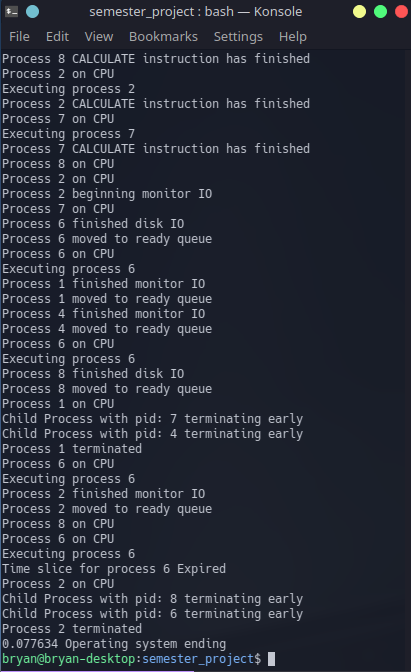 semester_project : bash — Konsole
File Edit View Bookmarks Settings Help
Process 8 CALCULATE instruction has finished
Process 2 on CPU
Executing process 2
Process 2 CALCULATE instruction has finished
Process 7 on CPU
Executing process 7
Process 7 CALCULATE instruction has finished
Process 8 on CPU
Process 2 on CPU
Process 2 beginning monitor IO
Process 7 on CPU
Process 6 finished disk IO
Process 6 moved to ready queue
Process 6 on CPU
Executing process 6
Process 1 finished monitor IO
Process 1 moved to ready queue
Process 4 finished monitor IO
Process 4 moved to ready queue
Process 6 on CPU
Executing process 6
Process 8 finished disk IO
Process 8 moved to ready queue
Process 1 on CPU
Child Process with pid: 7 terminating early
Child Process with pid: 4 terminating early
Process 1 terminated
Process 6 on CPU
Executing process 6
Process 2 finished monitor IO
Process 2 moved to ready queue
Process 8 on CPU
Process 6 on CPU
Executing process 6
Time slice for process 6 Expired
Process 2 on CPU
Child Process with pid: 8 terminating early
Child Process with pid: 6 terminating early
Process 2 terminated
0.077634 Operating system ending
bryan@bryan-desktop:semester_project$